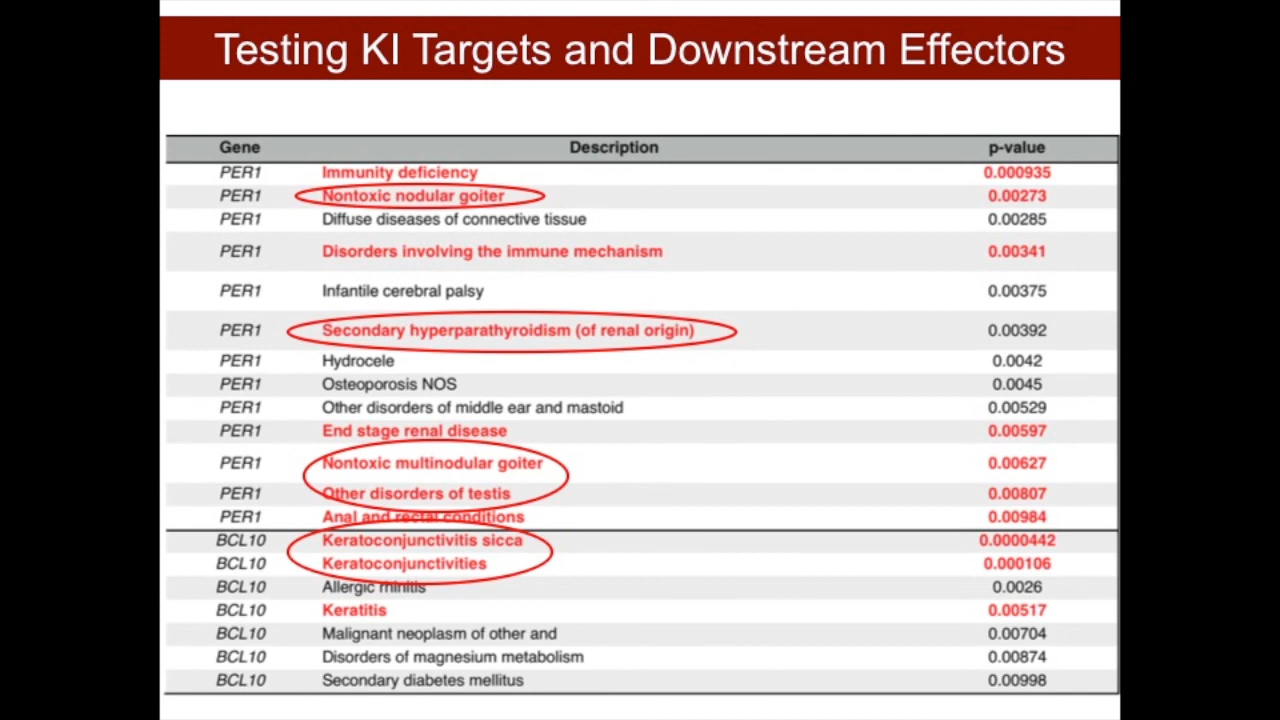 Testing KI Targets and Downstream Effectors
Gene Description p-value
PER1 Immunity deficiency 0.000935
PER1 Nontoxic nodular goiter 0.00273
PER1 Diffuse diseases of connective tissue 0.00285
PER1 Disorders involving the immune mechanism 0.00341
PER1 Infantile cerebral palsy 0.00375
PER1 Secondary hyperparathyroidism (of renal origin) 0.00392
PER1 Hydrocele 0.0042
PER1 Osteoporosis NOS 0.0045
PER1 Other disorders of middle ear and mastoid 0.00529
PER1 End stage renal disease 0.00597
PER1 Nontoxic multinodular goiter 0.00627
PER1 Other disorders of testis 0.00807
PER1 Anal and rectal conditions 0.00984
BCL10 Keratoconjunctivitis sicca 0.0000442
BCL10 Keratoconjunctivities 0.000106
BCL10 Allergic rhinitis 0.0026
BCL10 Keratitis 0.00517
BCL10 Malignant neoplasm of other and 0.00704
BCL10 Disorders of magnesium metabolism 0.00874
BCL10 Secondary diabetes mellitus 0.00998